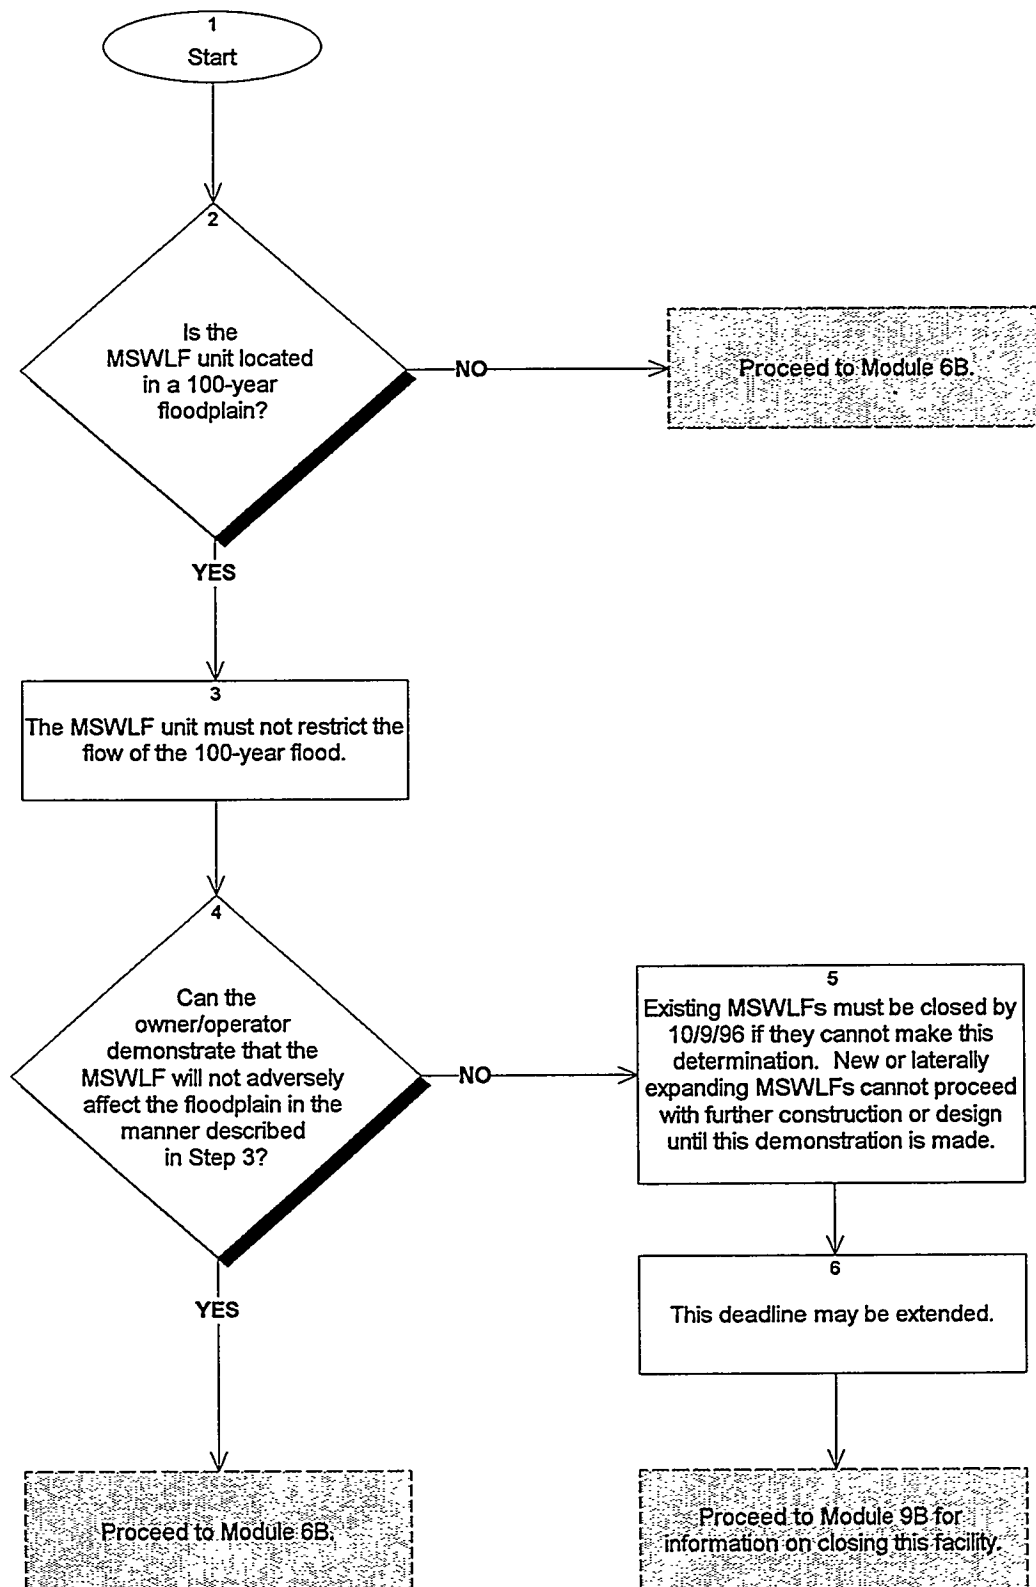 1
Start
2
Is the
MSWLF unit located
in a 100-year
floodplain?
NO
Proceed to Module 6B.
YES
3
The MSWLF unit must not restrict the
flow of the 100-year flood.
4
Can the
owner/operator
demonstrate that the
MSWLF will not adversely
affect the floodplain in the
manner described
in Step 3?
NO
5
Existing MSWLFs must be closed by
10/9/96 if they cannot make this
determination. New or laterally
expanding MSWLFs cannot proceed
with further construction or design
until this demonstration is made.
6
This deadline may be extended.
YES
Proceed to Module 6B.
Proceed to Module 9B for
information on closing this facility.